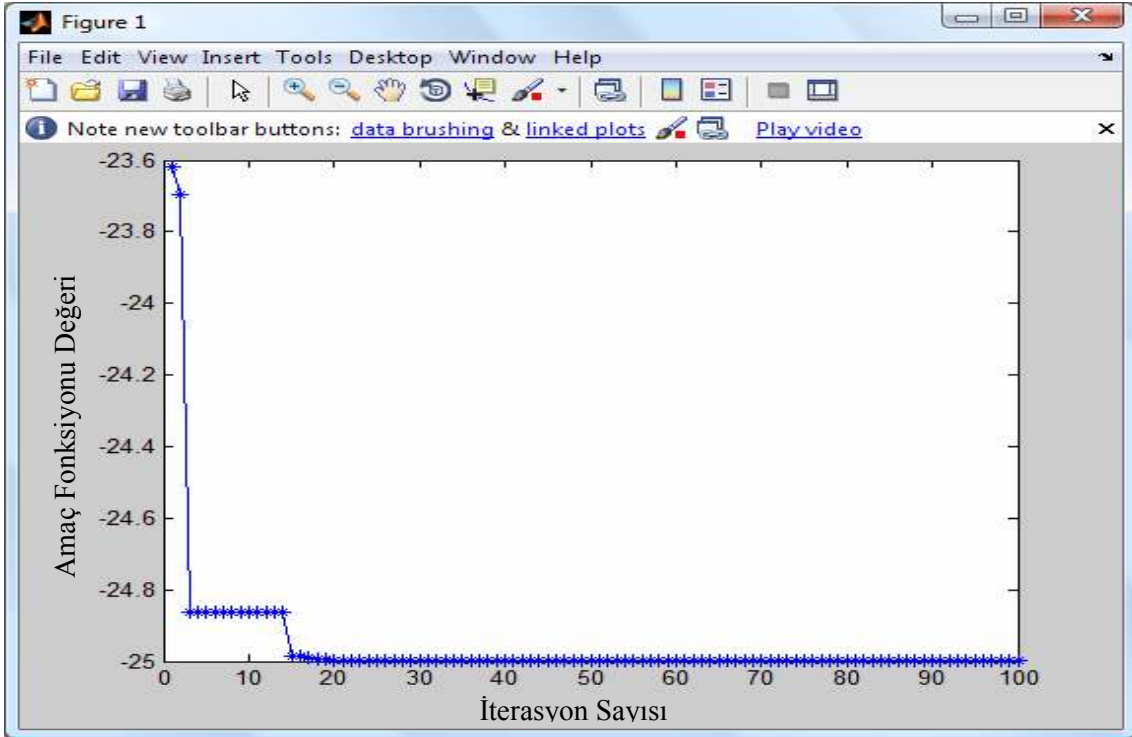 Figure 1
File Edit View Insert Tools Desktop Window Help
Note new toolbar buttons: data brushing & linked plots Play video
-23.6
-23.8
-24
-24.2
-24.4
-24.6
-24.8
-25
0 10 20 30 40 50 60 70 80 90 100
Amaç Fonksiyonu Değeri
İterasyon Sayısı